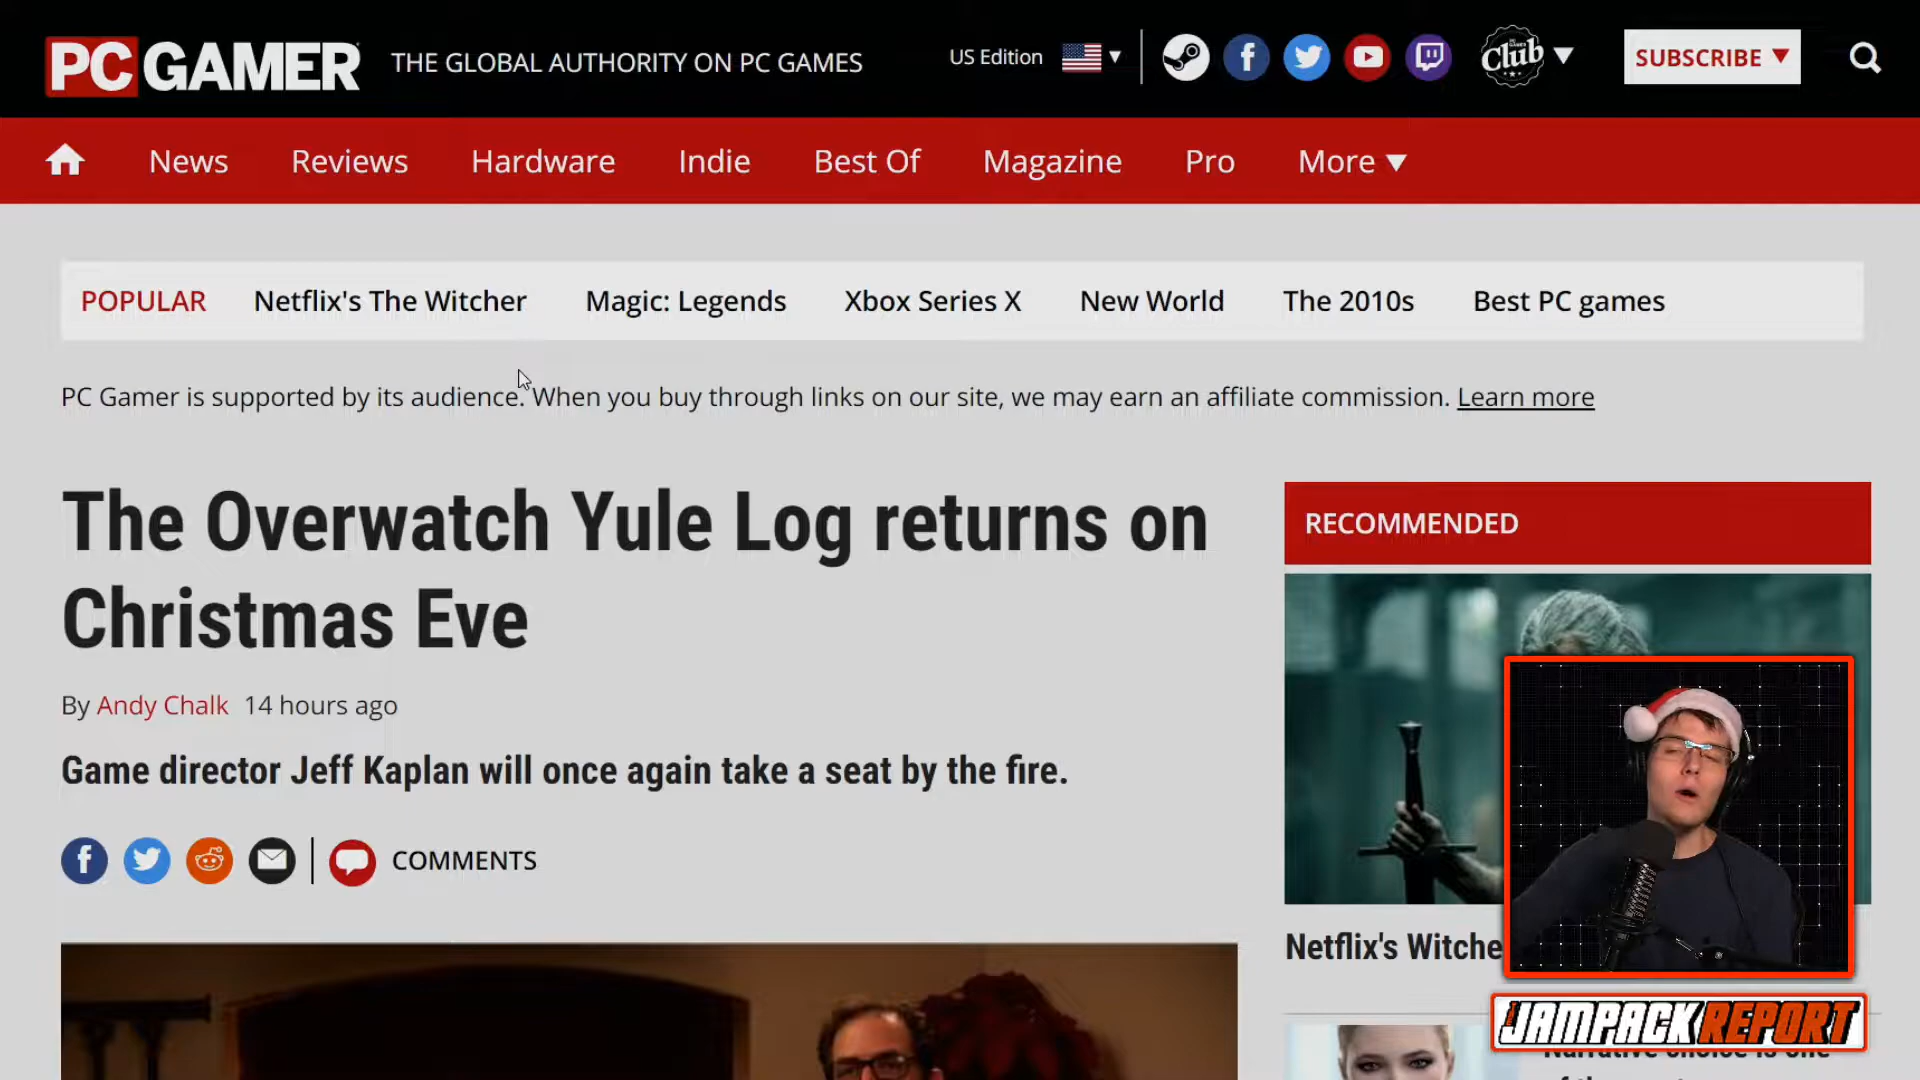 PC GAMER
THE GLOBAL AUTHORITY ON PC GAMES
US Edition
Club
SUBSCRIBE
News Reviews Hardware Indie Best Of Magazine Pro More
POPULAR Netflix's The Witcher Magic: Legends Xbox Series X New World The 2010s Best PC games
PC Gamer is supported by its audience. When you buy through links on our site, we may earn an affiliate commission. Learn more
The Overwatch Yule Log returns on
Christmas Eve
By Andy Chalk 14 hours ago
Game director Jeff Kaplan will once again take a seat by the fire.
COMMENTS
RECOMMENDED
Netflix's Witche
JAMPACK REPORT
Narrative choice is one